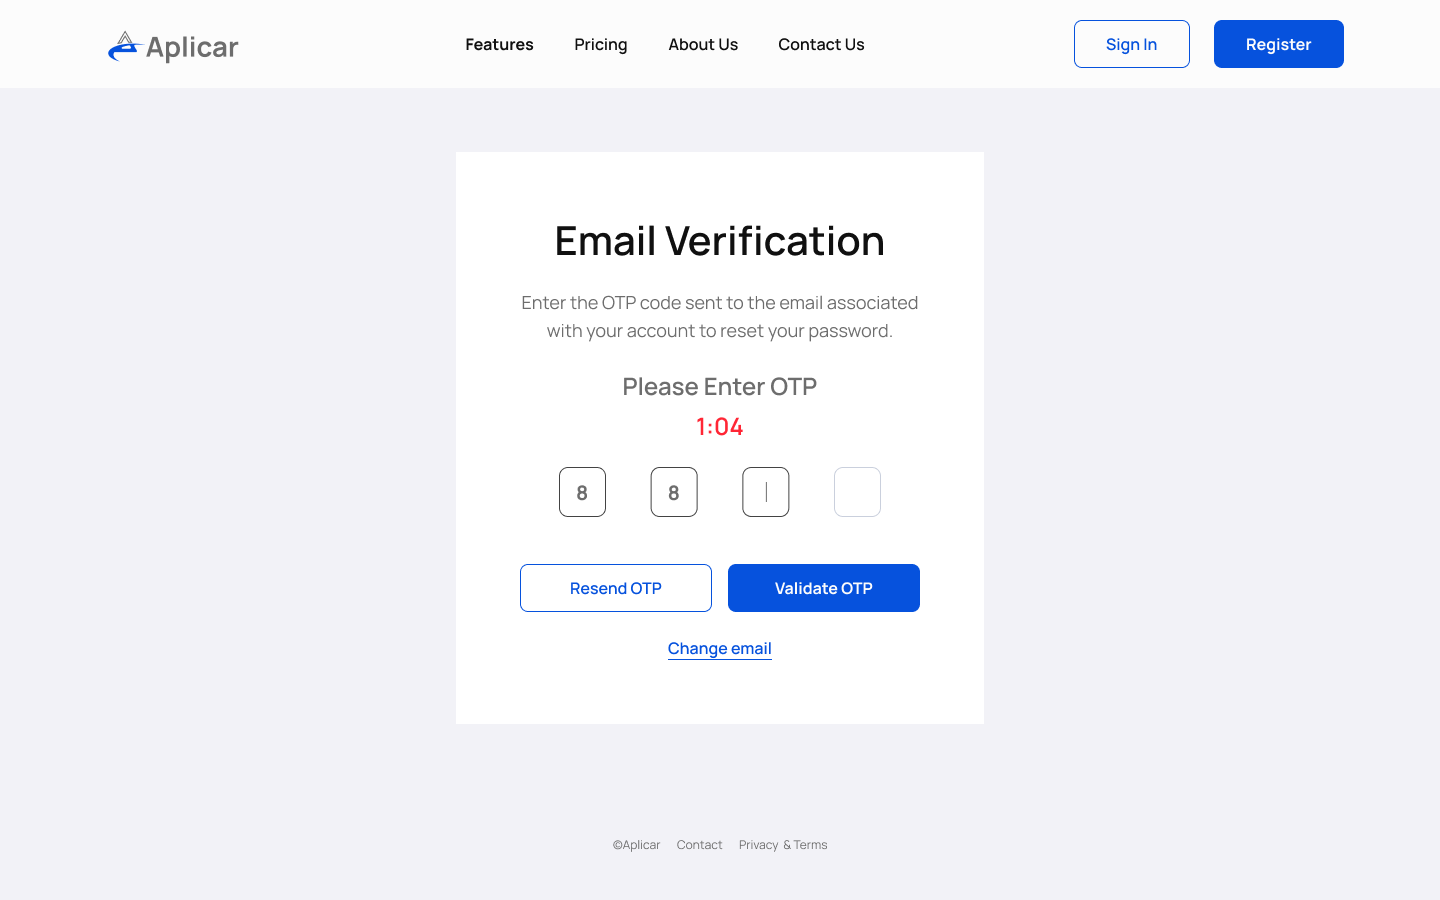 Aplicar
Features
Pricing
About Us
Contact Us
Sign In
Register
Email Verification
Enter the OTP code sent to the email associated
with your account to reset your password.
Please Enter OTP
1:04
8 8
Resend OTP
Validate OTP
Change email
©Aplicar
Contact
Privacy & Terms